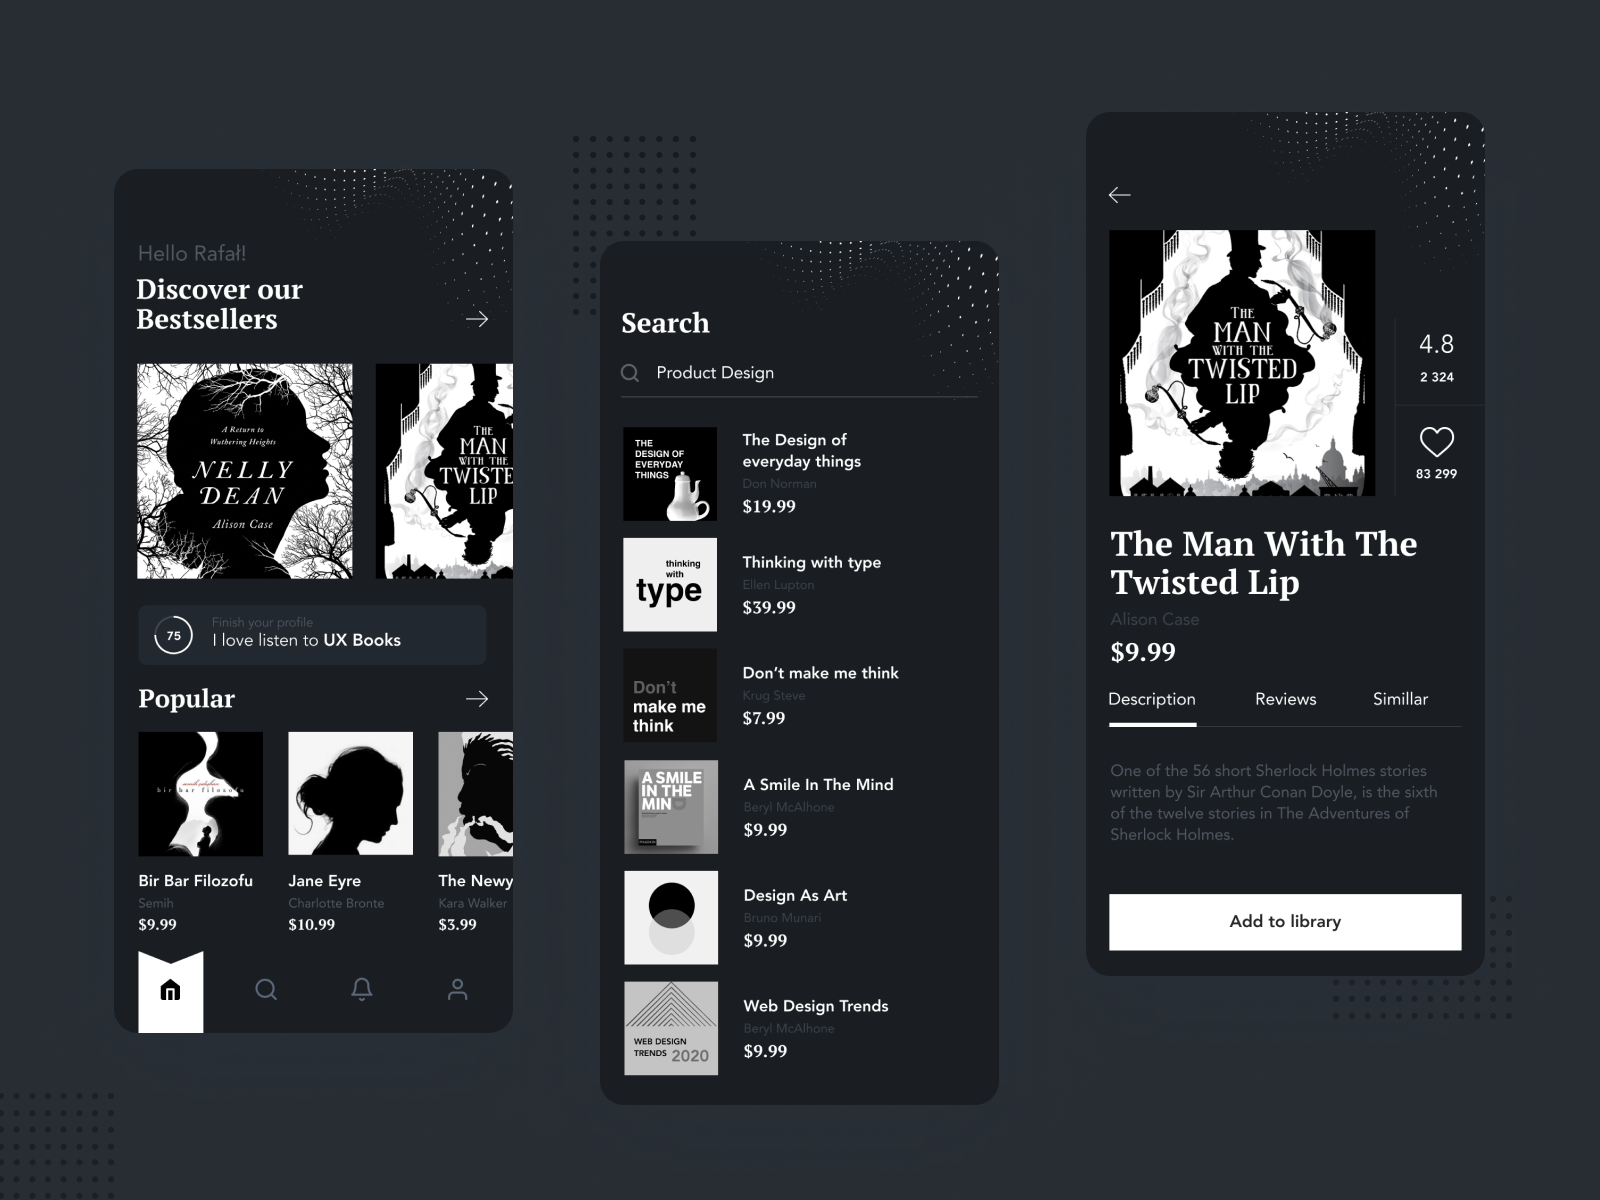 Hello Rafał!
Discover our
Bestsellers
A Return to
Wuthering Heights
NELLY
DEAN
Alison Case
THE
MAN
WITH THE
TWISTE
LIP
75
Finish your profile
I love listen to UX Books
Popular
bir bar filozofu
Bir Bar Filozofu
Semih
$9.99
Jane Eyre
Charlotte Bronte
$10.99
The Newy
Kara Walker
$3.99
Search
Product Design
THE
DESIGN OF
EVERYDAY
THINGS
The Design of
everyday things
Don Norman
$19.99
thinking
with
type
Thinking with type
Ellen Lupton
$39.99
Don't
make me
think
Don’t make me think
Krug Steve
$7.99
A SMILE
IN THE
MIND
A Smile In The Mind
Beryl McAlhone
$9.99
Design As Art
Bruno Munari
$9.99
WEB DESIGN
TRENDS 2020
Web Design Trends
Beryl McAlhone
$9.99
THE
MAN
WITH THE
TWISTED
LIP
4.8
2 324
83 299
The Man With The
Twisted Lip
Alison Case
$9.99
Description
Reviews
Simillar
One of the 56 short Sherlock Holmes stories
written by Sir Arthur Conan Doyle, is the sixth
of the twelve stories in The Adventures of
Sherlock Holmes.
Add to library